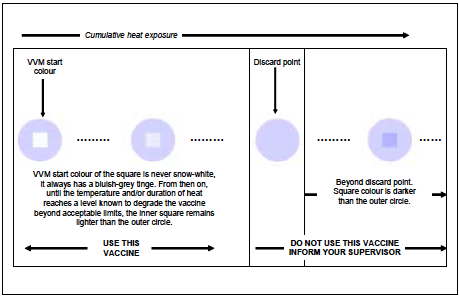 Cumulative heat exposure
VVM start
colour
Discard point
VVM start colour of the square is never snow-white,
it always has a bluish-grey tinge. From then on,
until the temperature and/or duration of heat
reaches a level known to degrade the vaccine
beyond acceptable limits, the inner square remains
lighter than the outer circle.
Beyond discard point.
Square colour is darker
than the outer circle.
USE THIS
VACCINE
DO NOT USE THIS VACCINE
INFORM YOUR SUPERVISOR